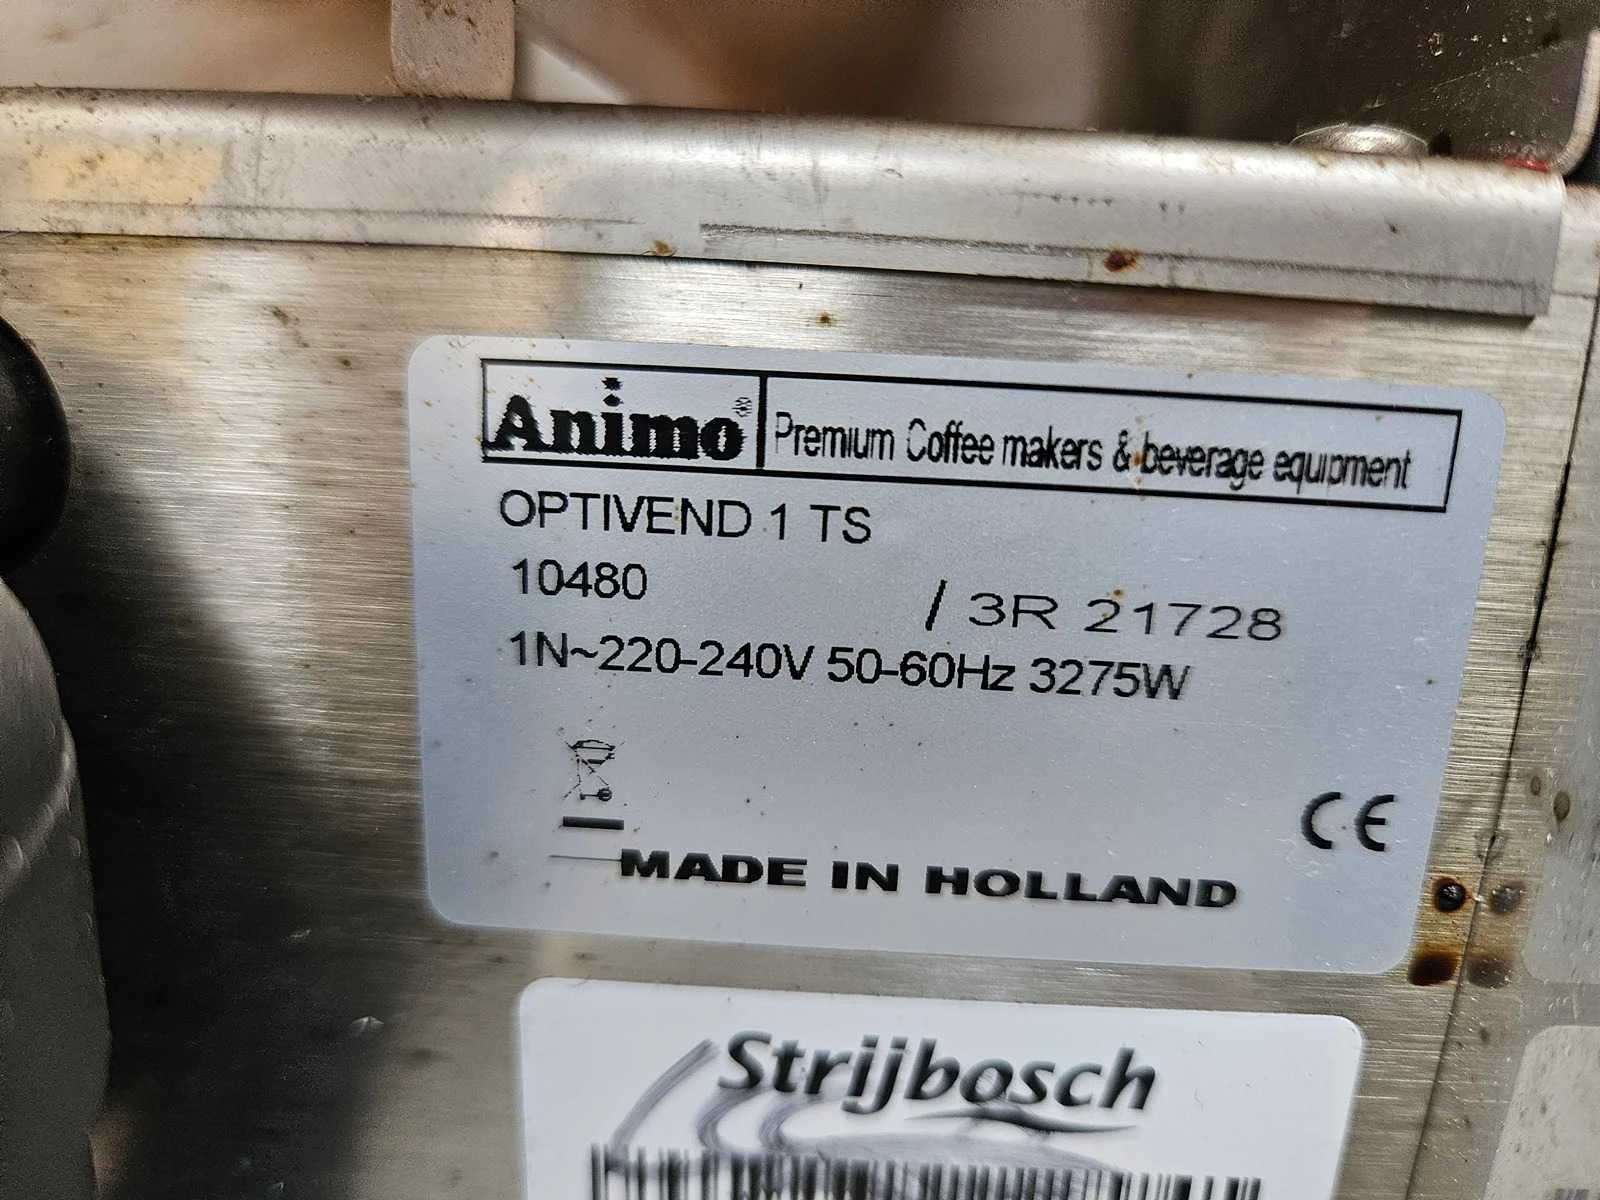 Animo® Premium Coffee makers & beverage equipment
OPTIVEND 1 TS
10480 / 3R 21728
1N~220-240V 50-60Hz 3275W
CE
MADE IN HOLLAND
Strijbosch